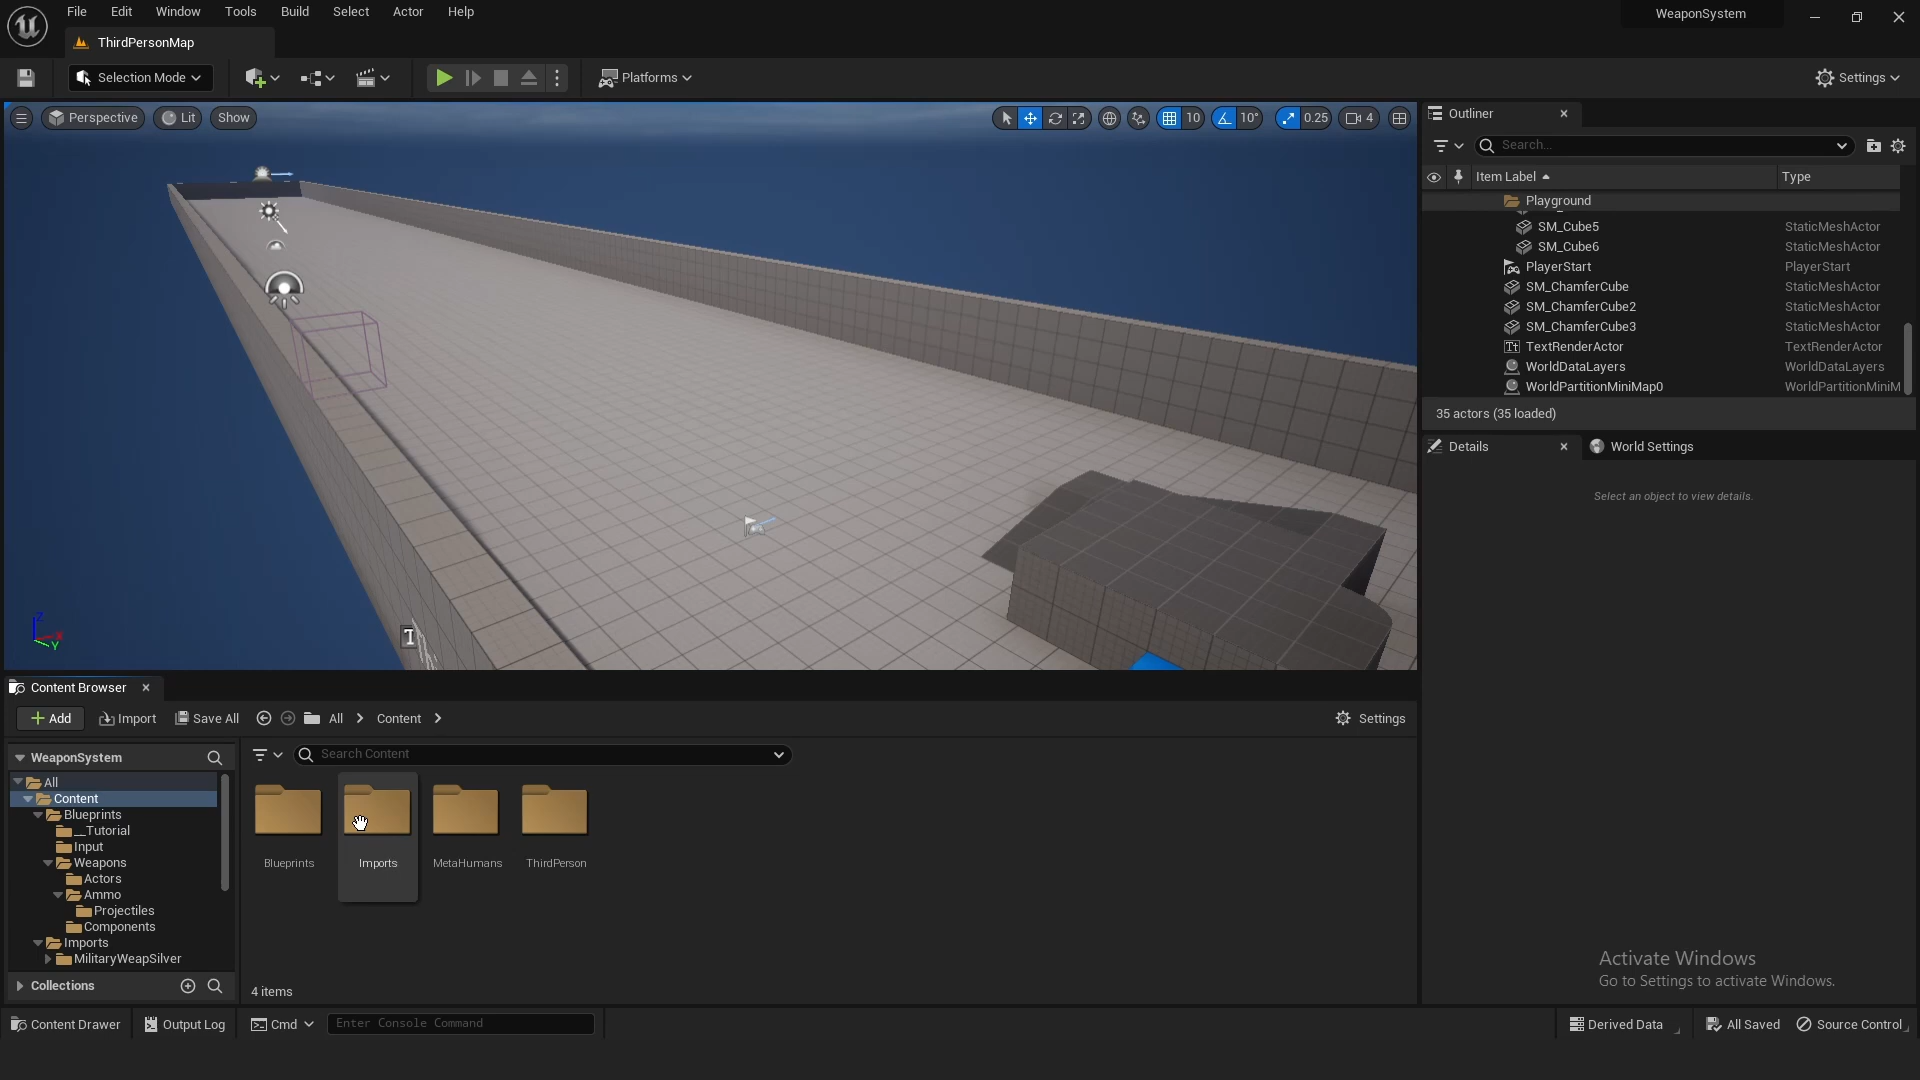 File Edit Window Tools Build Select Actor Help
WeaponSystem
ThirdPersonMap
Selection Mode
Platforms
Settings
Perspective
Lit
Show
10
10°
0.25
4
Outliner
Search...
Item Label
Type
Playground
SM_Cube5 StaticMeshActor
SM_Cube6 StaticMeshActor
PlayerStart PlayerStart
SM_ChamferCube StaticMeshActor
SM_ChamferCube2 StaticMeshActor
SM_ChamferCube3 StaticMeshActor
TextRenderActor TextRenderActor
WorldDataLayers WorldDataLayers
WorldPartitionMiniMap0 WorldPartitionMiniM
35 actors (35 loaded)
Details
World Settings
Select an object to view details.
Z
X
Y
Content Browser
Add
Import
Save All
All
Content
Settings
WeaponSystem
Search Content
All
Content
Blueprints
__Tutorial
Input
Weapons
Actors
Ammo
Projectiles
Components
Imports
MilitaryWeapSilver
Collections
Blueprints
Imports
MetaHumans
ThirdPerson
4 items
Activate Windows
Go to Settings to activate Windows.
Content Drawer
Output Log
Cmd
Enter Console Command
Derived Data
All Saved
Source Control